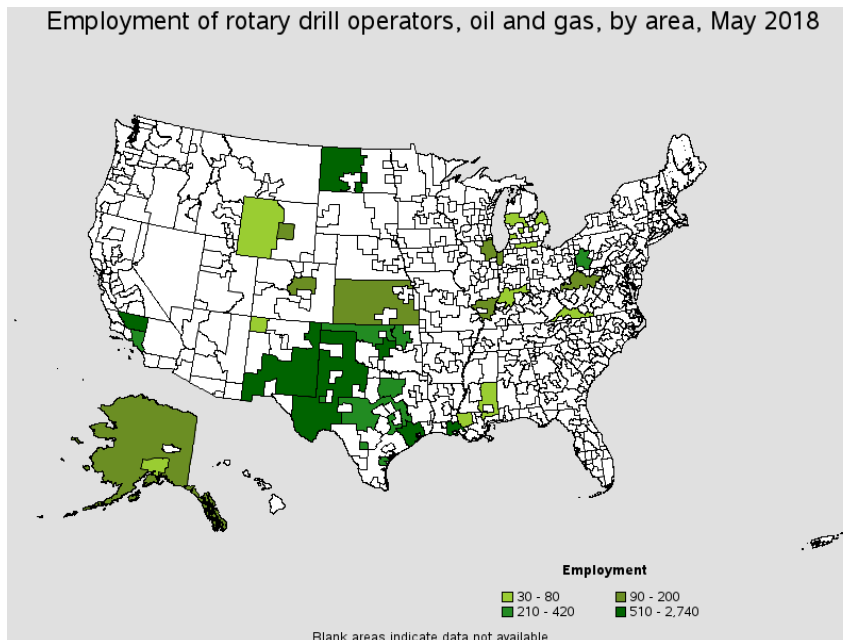 Employment of rotary drill operators, oil and gas, by area, May 2018
Employment
30 - 80
90 - 200
210 - 420
510 - 2,740
Blank areas indicate data not available